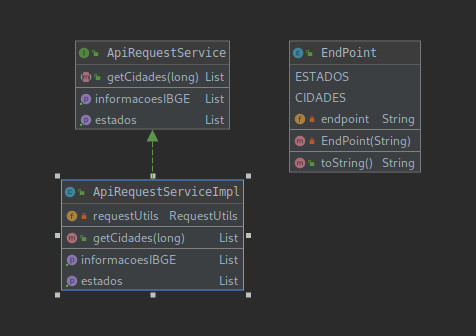 ApiRequestService
getCidades(long) List
informacoesIBGE List
estados List
EndPoint
ESTADOS
CIDADES
endpoint String
EndPoint(String)
toString() String
ApiRequestServiceImpl
requestUtils RequestUtils
getCidades(long) List
informacoesIBGE List
estados List